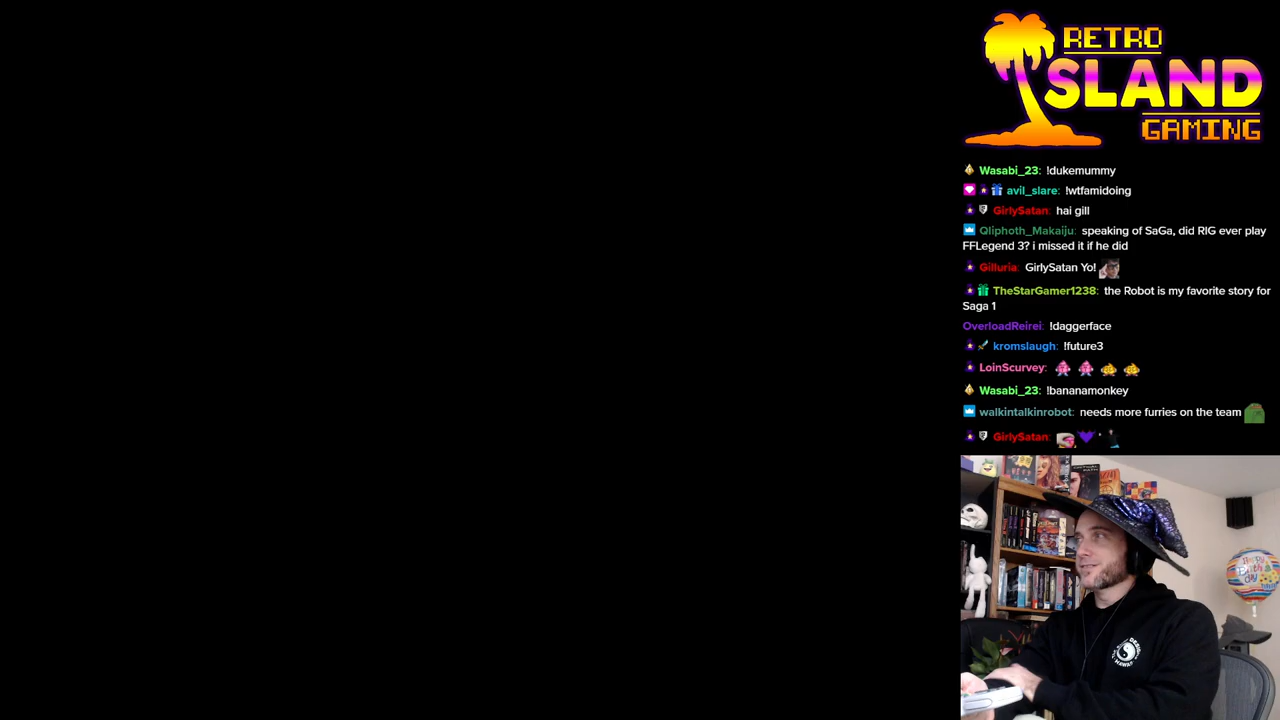 RETRO
ISLAND
GAMING
Wasabi_23: !dukemummy
avil_slare: !wtfamidoing
GirlySatan: hai gill
Qliphoth_Makaiju: speaking of SaGa, did RIG ever play
FFLegend 3? i missed it if he did
Gilluria: GirlySatan Yo!
TheStarGamer1238: the Robot is my favorite story for
Saga 1
OverloadReirei: !daggerface
kromslaugh: !future3
LoinScurvey:
Wasabi_23: !bananamonkey
walkintalkinrobot: needs more furries on the team
GirlySatan: